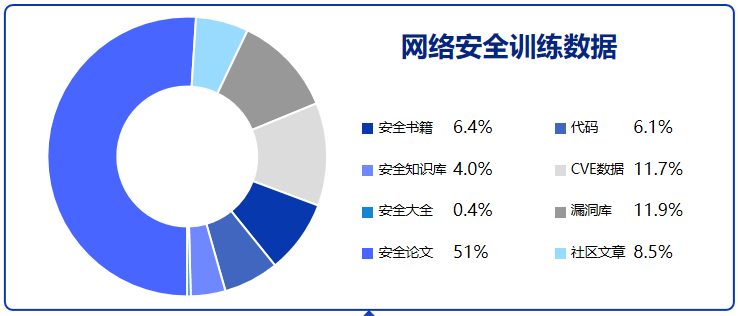 网络安全训练数据
安全书籍 6.4% 代码 6.1%
安全知识库 4.0% CVE数据 11.7%
安全大全 0.4% 漏洞库 11.9%
安全论文 51% 社区文章 8.5%